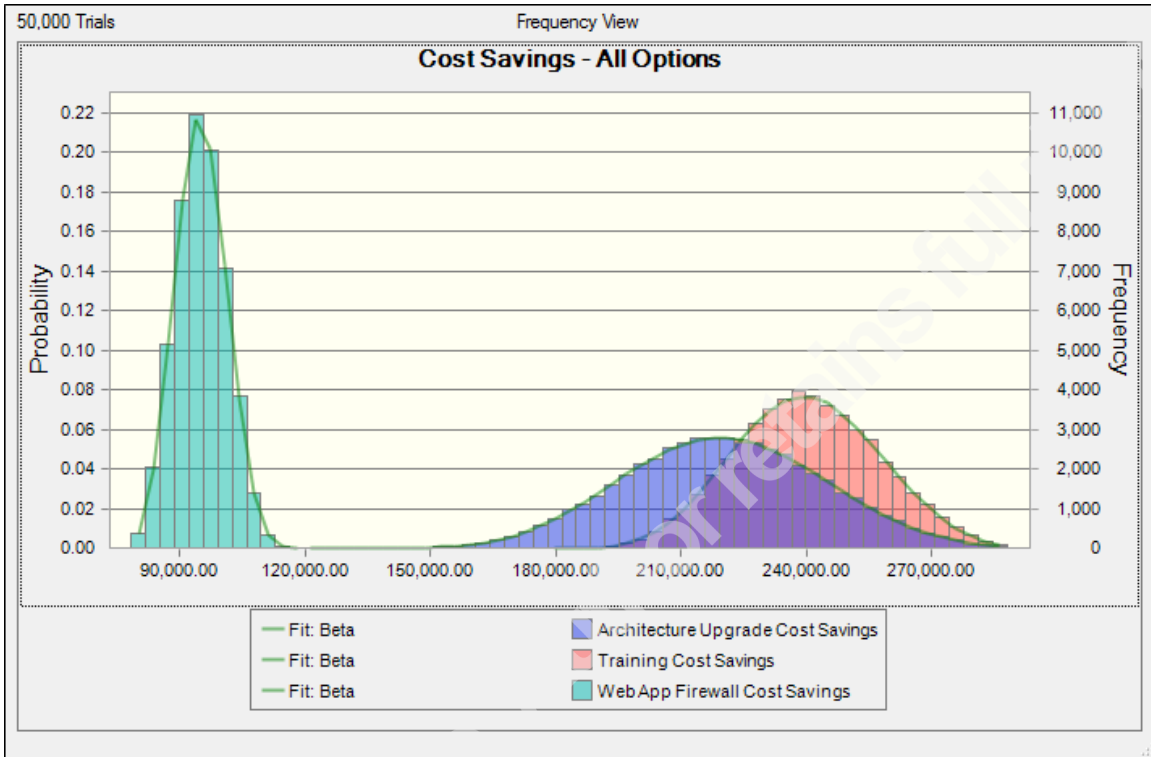 50,000 Trials
Frequency View
Cost Savings - All Options
0.22
0.20
0.18
0.16
0.14
0.12
0.10
0.08
0.06
0.04
0.02
0.00
Probability
11,000
10,000
9,000
8,000
7,000
6,000
5,000
4,000
3,000
2,000
1,000
0
Frequency
90,000.00 120,000.00 150,000.00 180,000.00 210,000.00 240,000.00 270,000.00
or retains full
Fit: Beta
Architecture Upgrade Cost Savings
Fit: Beta
Training Cost Savings
Fit: Beta
Web App Firewall Cost Savings